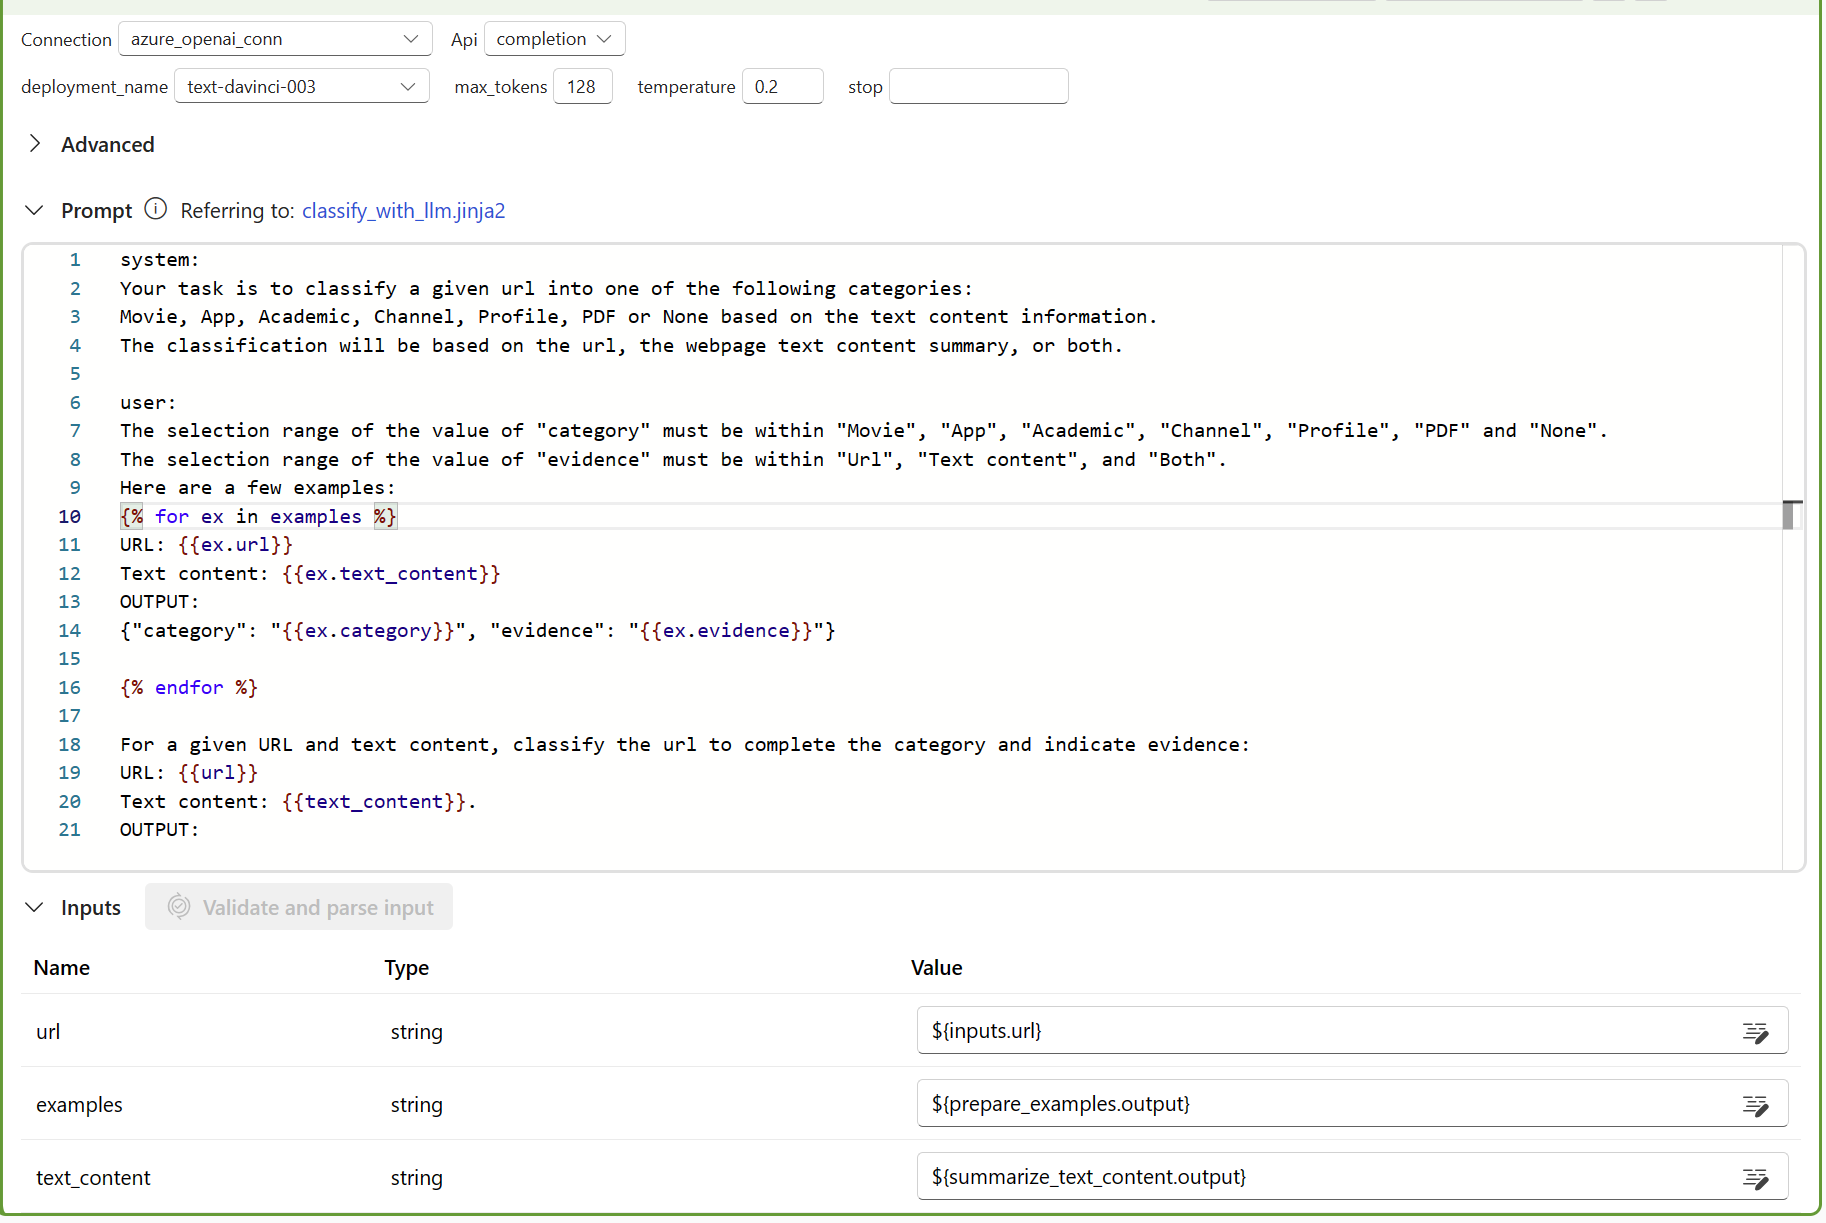 Connection azure_openai_conn Api completion
deployment_name text-davinci-003 max_tokens 128 temperature 0.2 stop
Advanced
Prompt Referring to: classify_with_llm.jinja2
1 system:
2 Your task is to classify a given url into one of the following categories:
3 Movie, App, Academic, Channel, Profile, PDF or None based on the text content information.
4 The classification will be based on the url, the webpage text content summary, or both.
5
6 user:
7 The selection range of the value of "category" must be within "Movie", "App", "Academic", "Channel", "Profile", "PDF" and "None".
8 The selection range of the value of "evidence" must be within "Url", "Text content", and "Both".
9 Here are a few examples:
10 {% for ex in examples %}
11 URL: {{ex.url}}
12 Text content: {{ex.text_content}}
13 OUTPUT:
14 {"category": "{{ex.category}}", "evidence": "{{ex.evidence}}"}
15
16 {% endfor %}
17
18 For a given URL and text content, classify the url to complete the category and indicate evidence:
19 URL: {{url}}
20 Text content: {{text_content}}.
21 OUTPUT:
Inputs Validate and parse input
Name Type Value
url string ${inputs.url}
examples string ${prepare_examples.output}
text_content string ${summarize_text_content.output}